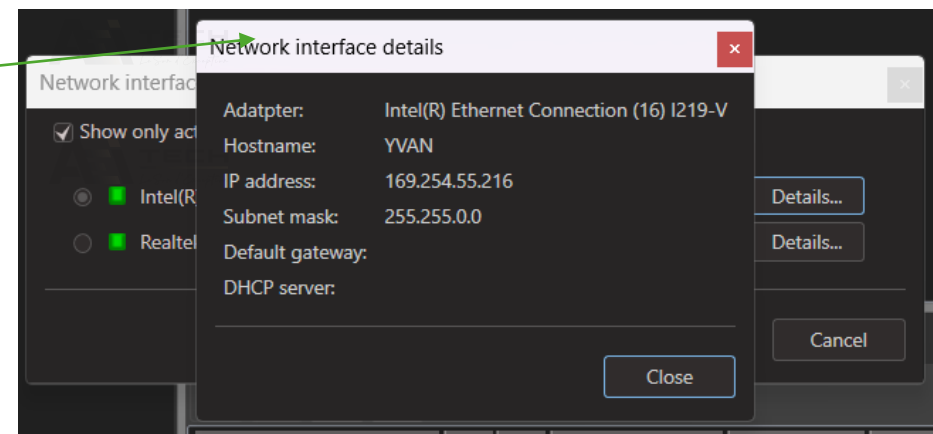 Network interface details
Network interfac
Adatpter: Intel(R) Ethernet Connection (16) I219-V
Show only act
Hostname: YVAN
IP address: 169.254.55.216
Intel(R
Details...
Subnet mask: 255.255.0.0
Realtel
Default gateway:
Details...
DHCP server:
Cancel
Close